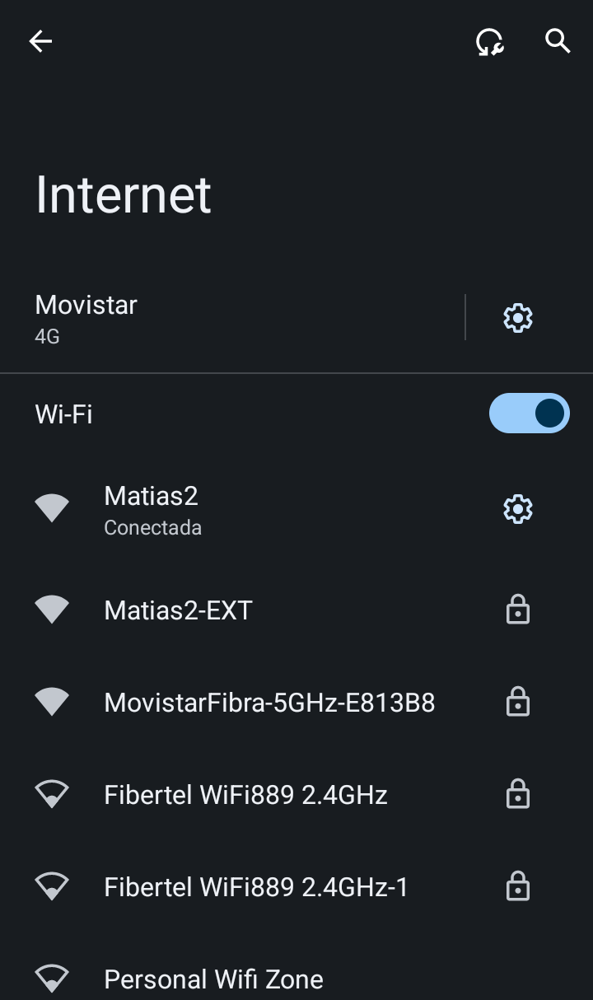 Internet
Movistar
4G
Wi-Fi
Matias2
Conectada
Matias2-EXT
MovistarFibra-5GHz-E813B8
Fibertel WiFi889 2.4GHz
Fibertel WiFi889 2.4GHz-1
Personal Wifi Zone